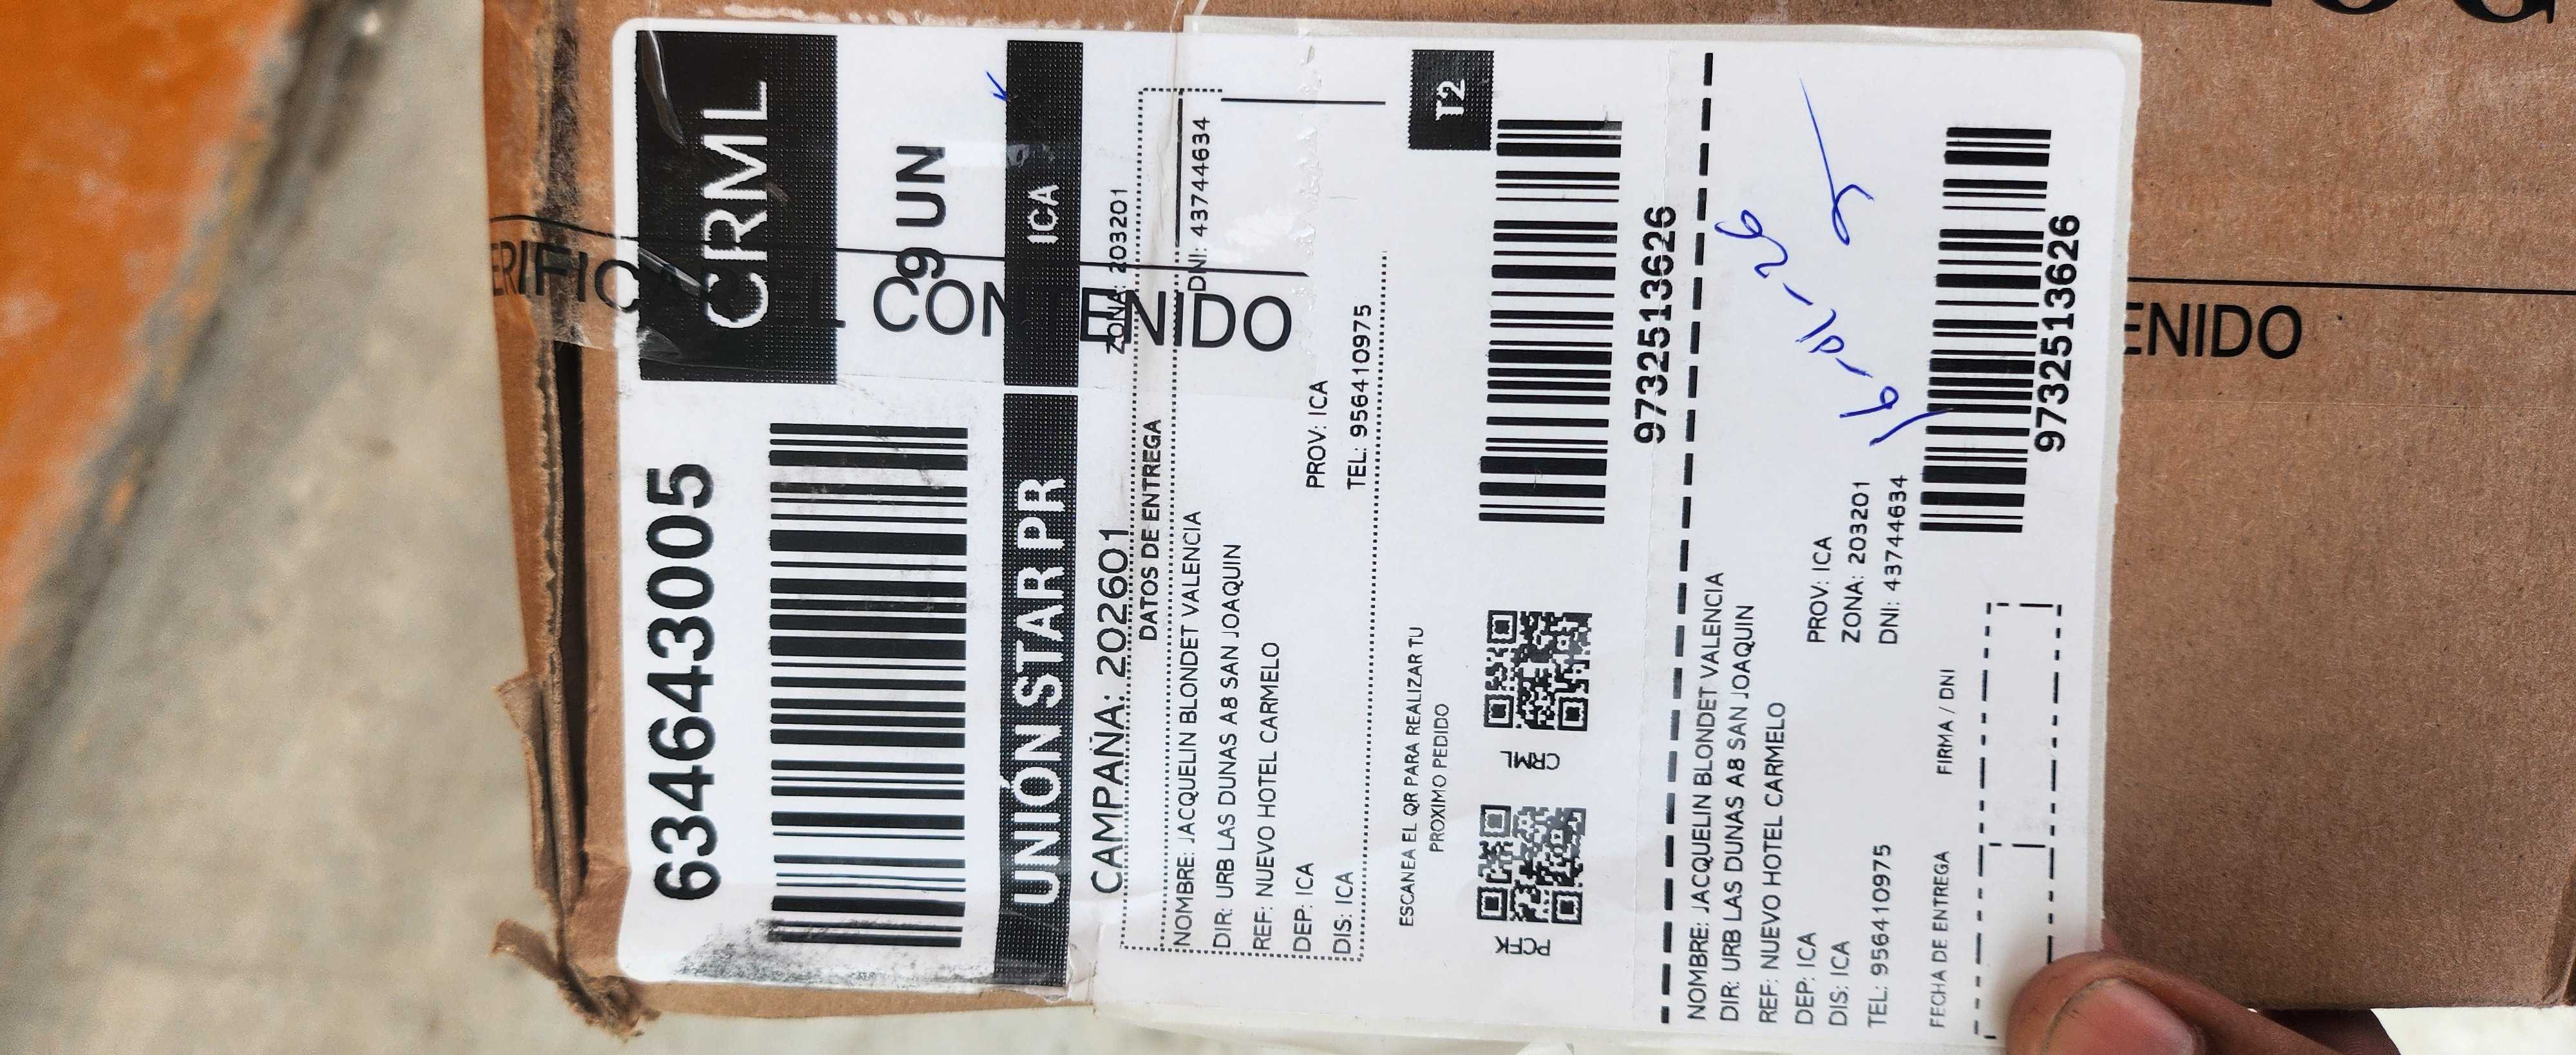 6346643005
CRML
09 UN
UNIÓN STAR PR
ICA
CAMPAÑA: 202601
ZONA: 203201
DATOS DE ENTREGA
NOMBRE: JACQUELIN BLONDET VALENCIA
DNI: 43744634
DIR: URB LAS DUNAS A8 SAN JOAQUIN
REF: NUEVO HOTEL CARMELO
DEP: ICA
PROV: ICA
DIS: ICA
TEL: 956410975
CONTENIDO
ESCANEA EL QR PARA REALIZAR TU
PROXIMO PEDIDO
T2
PCTK
CRML
9732513626
NOMBRE: JACQUELIN BLONDET VALENCIA
DIR: URB LAS DUNAS A8 SAN JOAQUIN
REF: NUEVO HOTEL CARMELO
DEP: ICA
PROV: ICA
DIS: ICA
ZONA: 203201
TEL: 956410975
DNI: 43744634
FECHA DE ENTREGA
FIRMA / DNI
9732513626
ENIDO